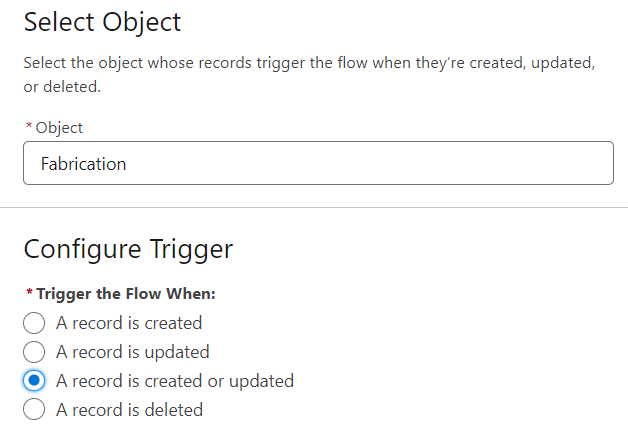 Select Object
Select the object whose records trigger the flow when they’re created, updated,
or deleted.
* Object
Fabrication
Configure Trigger
* Trigger the Flow When:
A record is created
A record is updated
A record is created or updated
A record is deleted